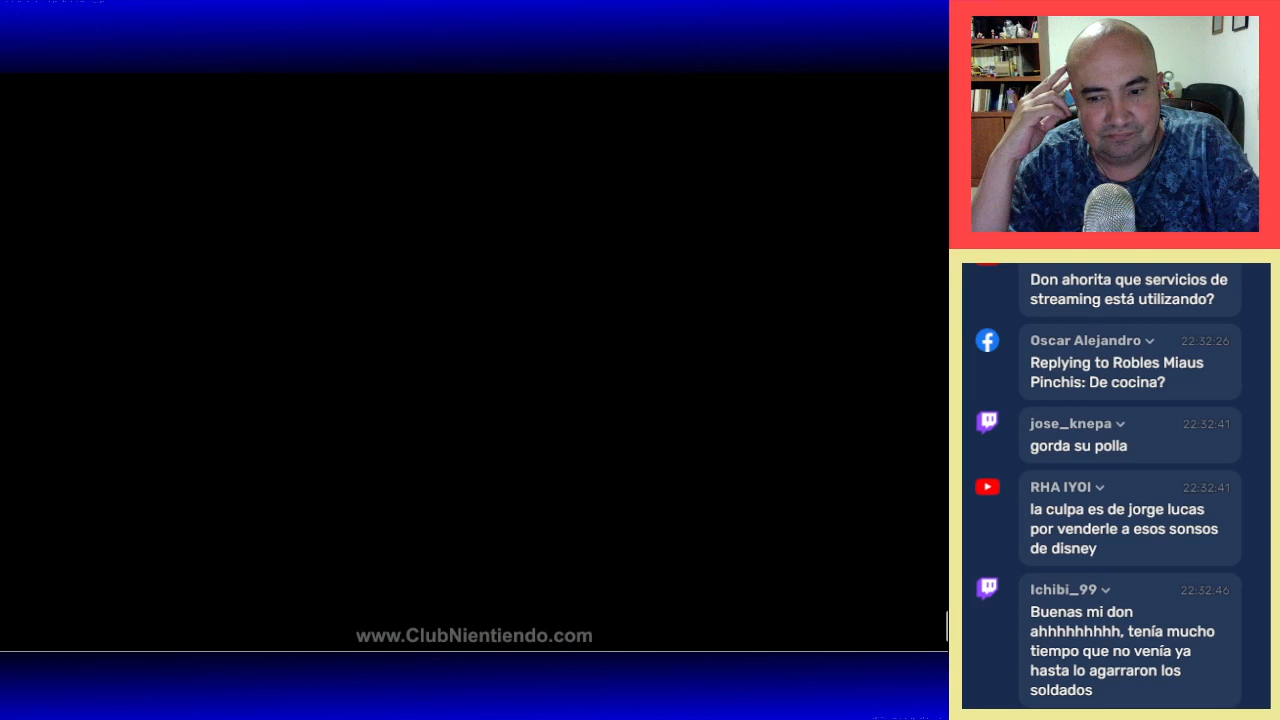 Don ahorita que servicios de
streaming está utilizando?
Oscar Alejandro 22:32:26
Replying to Robles Miaus
Pinchis: De cocina?
jose_knepa 22:32:41
gorda su polla
RHA IYOI 22:32:41
la culpa es de jorge lucas
por venderle a esos sonsos
de disney
Ichibi_99 22:32:46
Buenas mi don
ahhhhhhhhh, tenía mucho
tiempo que no venía ya
hasta lo agarraron los
soldados
www.ClubNientiendo.com